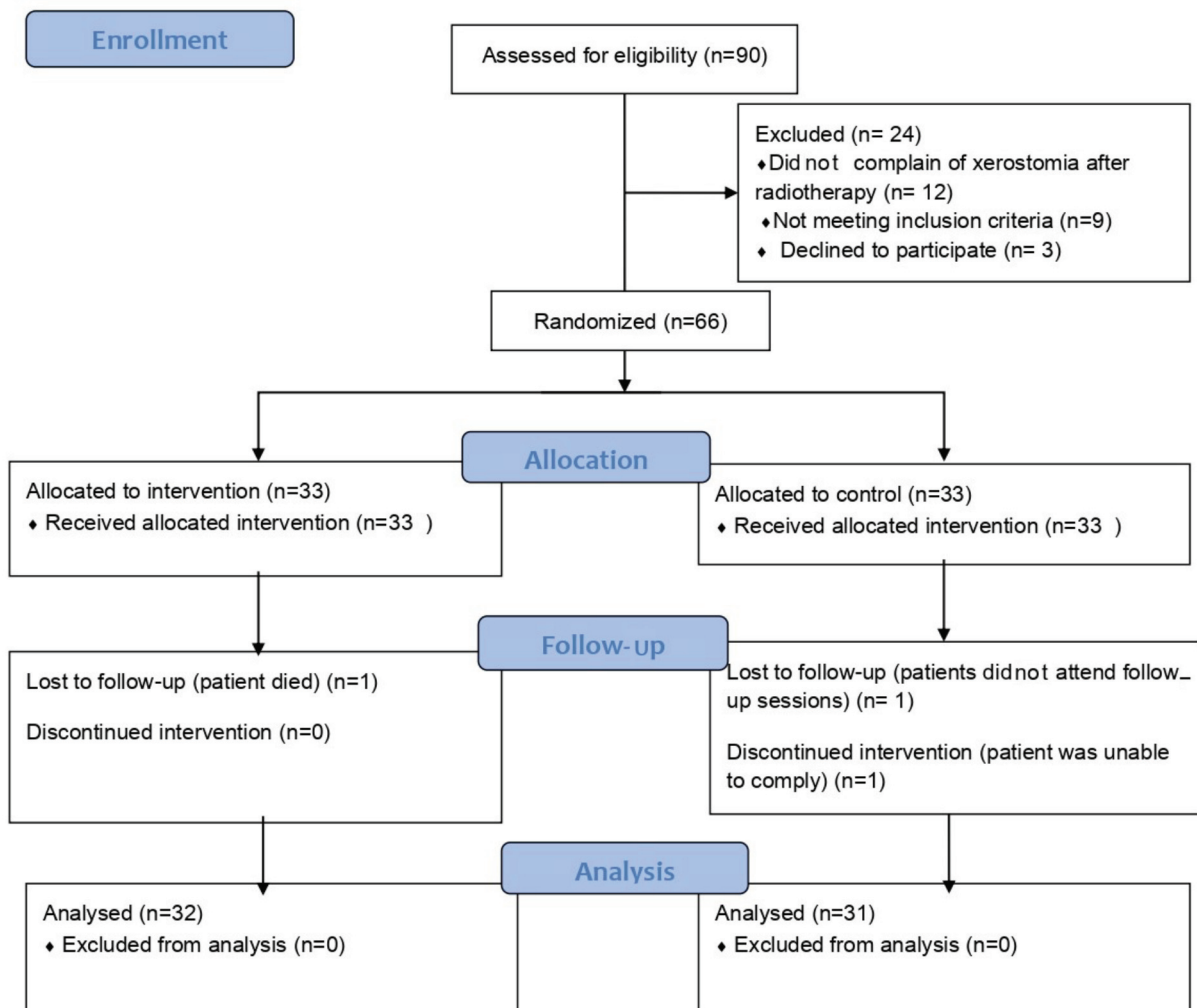 Enrollment
Assessed for eligibility (n=90)
Excluded (n= 24)
♦Did not complain of xerostomia after
radiotherapy (n= 12)
♦Not meeting inclusion criteria (n=9)
♦ Declined to participate (n= 3)
Randomized (n=66)
Allocation
Allocated to intervention (n=33)
♦ Received allocated intervention (n=33 )
Allocated to control (n=33)
♦ Received allocated intervention (n=33 )
Follow-up
Lost to follow-up (patient died) (n=1)
Discontinued intervention (n=0)
Lost to follow-up (patients did not attend follow-
up sessions) (n= 1)
Discontinued intervention (patient was unable
to comply) (n=1)
Analysis
Analysed (n=32)
♦ Excluded from analysis (n=0)
Analysed (n=31)
♦ Excluded from analysis (n=0)